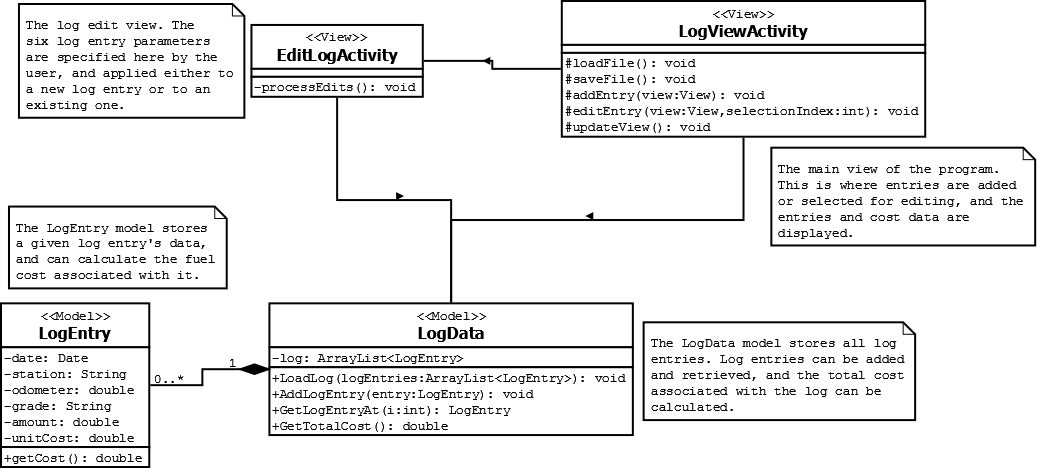 The log edit view. The
six log entry parameters
are specified here by the
user, and applied either to
a new log entry or to an
existing one.
<<View>>
EditLogActivity
-processEdits(): void
<<View>>
LogViewActivity
#loadFile(): void
#saveFile(): void
#addEntry(view:View): void
#editEntry(view:View,selectionIndex:int): void
#updateView(): void
The main view of the program.
This is where entries are added
or selected for editing, and the
entries and cost data are
displayed.
The LogEntry model stores
a given log entry's data,
and can calculate the fuel
cost associated with it.
<<Model>>
LogEntry
-date: Date
-station: String
-odometer: double
-grade: String
-amount: double
-unitCost: double
+getCost(): double
0..*
1
<<Model>>
LogData
-log: ArrayList<LogEntry>
+LoadLog(logEntries:ArrayList<LogEntry>): void
+AddLogEntry(entry:LogEntry): void
+GetLogEntryAt(i:int): LogEntry
+GetTotalCost(): double
The LogData model stores all log
entries. Log entries can be added
and retrieved, and the total cost
associated with the log can be
calculated.